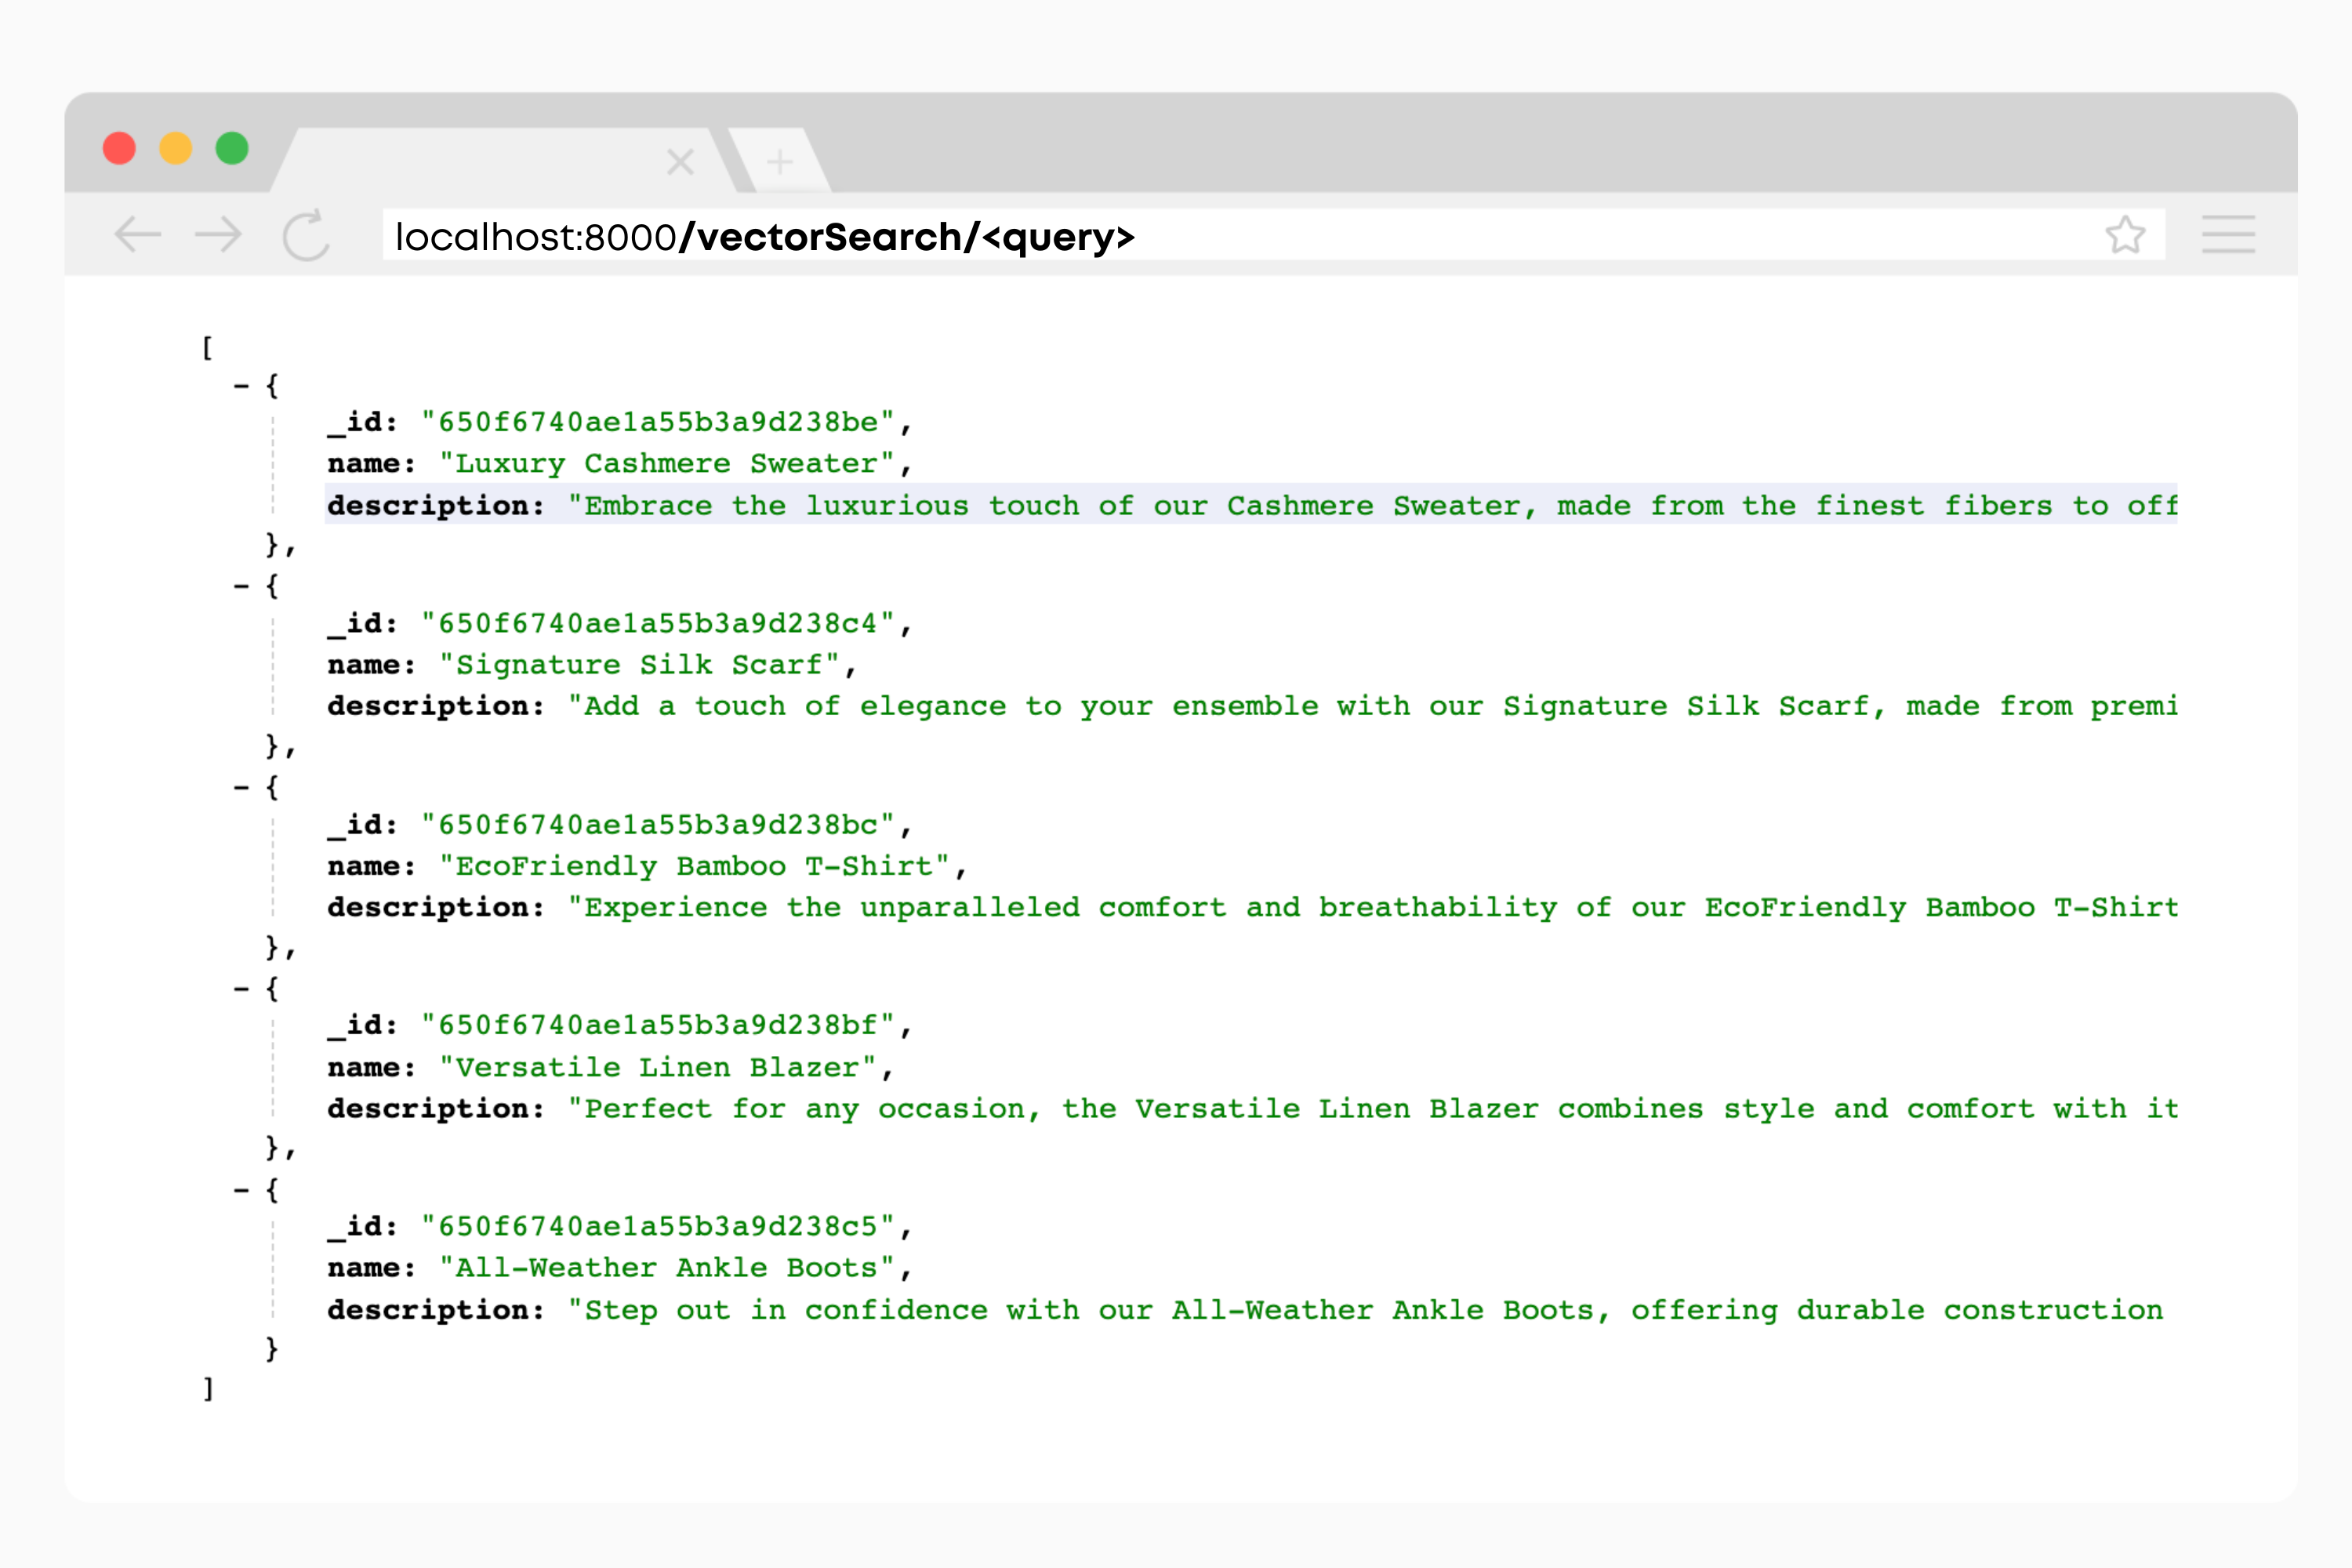 localhost:8000/vectorSearch/<query>
[
- {
_id: "650f6740ae1a55b3a9d238be",
name: "Luxury Cashmere Sweater",
description: "Embrace the luxurious touch of our Cashmere Sweater, made from the finest fibers to off
},
- {
_id: "650f6740ae1a55b3a9d238c4",
name: "Signature Silk Scarf",
description: "Add a touch of elegance to your ensemble with our Signature Silk Scarf, made from premi
},
- {
_id: "650f6740ae1a55b3a9d238bc",
name: "EcoFriendly Bamboo T-Shirt",
description: "Experience the unparalleled comfort and breathability of our EcoFriendly Bamboo T-Shirt
},
- {
_id: "650f6740ae1a55b3a9d238bf",
name: "Versatile Linen Blazer",
description: "Perfect for any occasion, the Versatile Linen Blazer combines style and comfort with it
},
- {
_id: "650f6740ae1a55b3a9d238c5",
name: "All-Weather Ankle Boots",
description: "Step out in confidence with our All-Weather Ankle Boots, offering durable construction
}
]